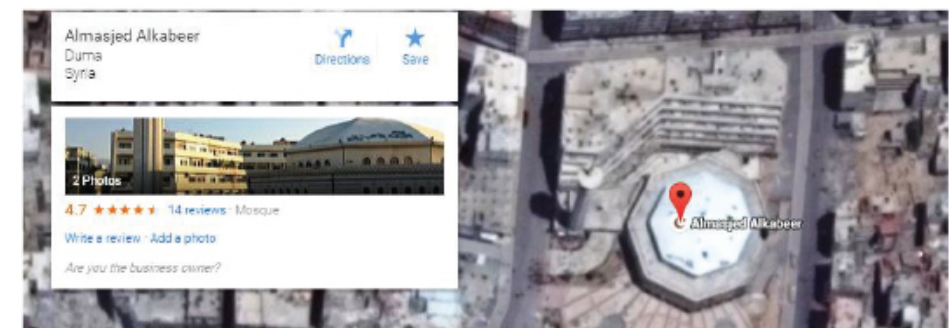 Almasjed Alkabeer
Duma
Syria
Directions
Save
2 Photos
4.7
14 reviews · Mosque
Write a review · Add a photo
Are you the business owner?
Almasjed Alkabeer